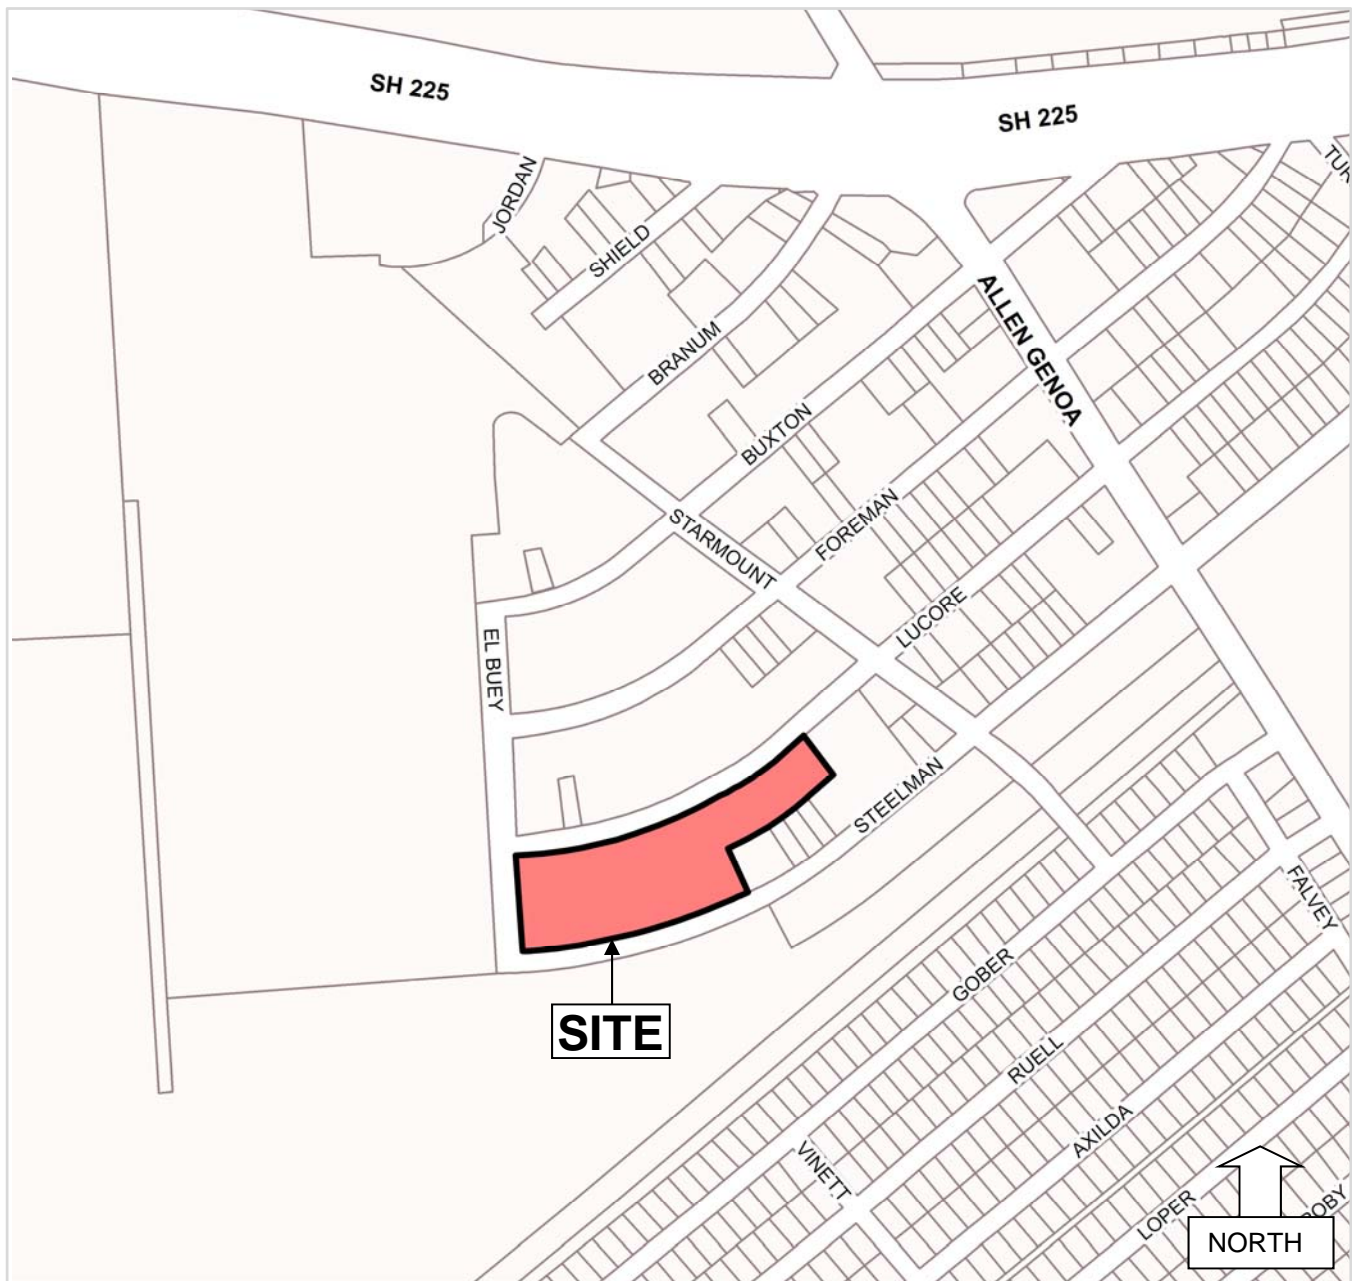 SH 225
SH 225
JORDAN
SHIELD
BRANUM
BUXTON
ALLEN GENOA
STARMOUNT
FOREMAN
LUCORE
EL BUEY
STEELMAN
SITE
GOBER
FALVEY
RUELL
AXILDA
VINETT
LOPER
NORTH